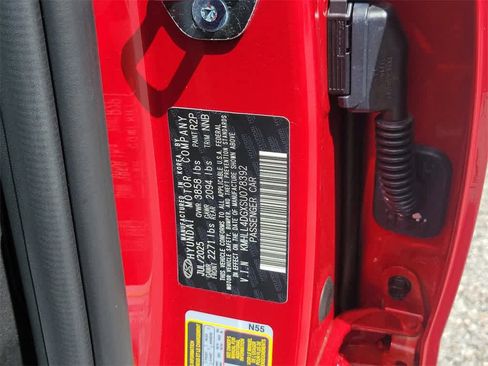 MANUFACTURED IN KOREA BY
HYUNDAI MOTOR COMPANY
JUL/2025 GVWR 3858 lbs PAINT R2P
GAWR FRONT 2271 lbs GAWR REAR 2094 lbs TRIM NNB
THIS VEHICLE CONFORMS TO ALL APPLICABLE U.S.A. FEDERAL
MOTOR VEHICLE SAFETY, BUMPER, AND THEFT PREVENTION STANDARDS
IN EFFECT ON THE DATE OF MANUFACTURE SHOWN ABOVE.
V I N KMHLL4DGXSU078392
PASSENGER CAR
N55